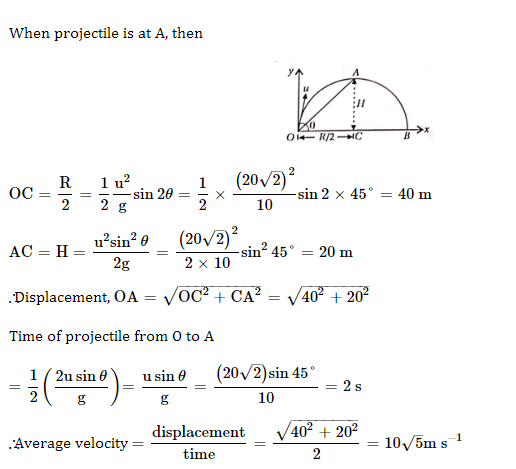 When projectile is at A, then
y A
u
H
θ
O R/2 C B x
OC = R/2 = 1/2 u²/g sin 2θ = 1/2 × (20√2)²/10 sin 2 × 45° = 40 m
AC = H = u²sin² θ/2g = (20√2)²/2 × 10 sin² 45° = 20 m
∴Displacement, OA = √OC² + CA² = √40² + 20²
Time of projectile from O to A
= 1/2 (2u sin θ/g) = u sin θ/g = (20√2)sin 45°/10 = 2 s
∴Average velocity = displacement/time = √40² + 20²/2 = 10√5m s⁻¹